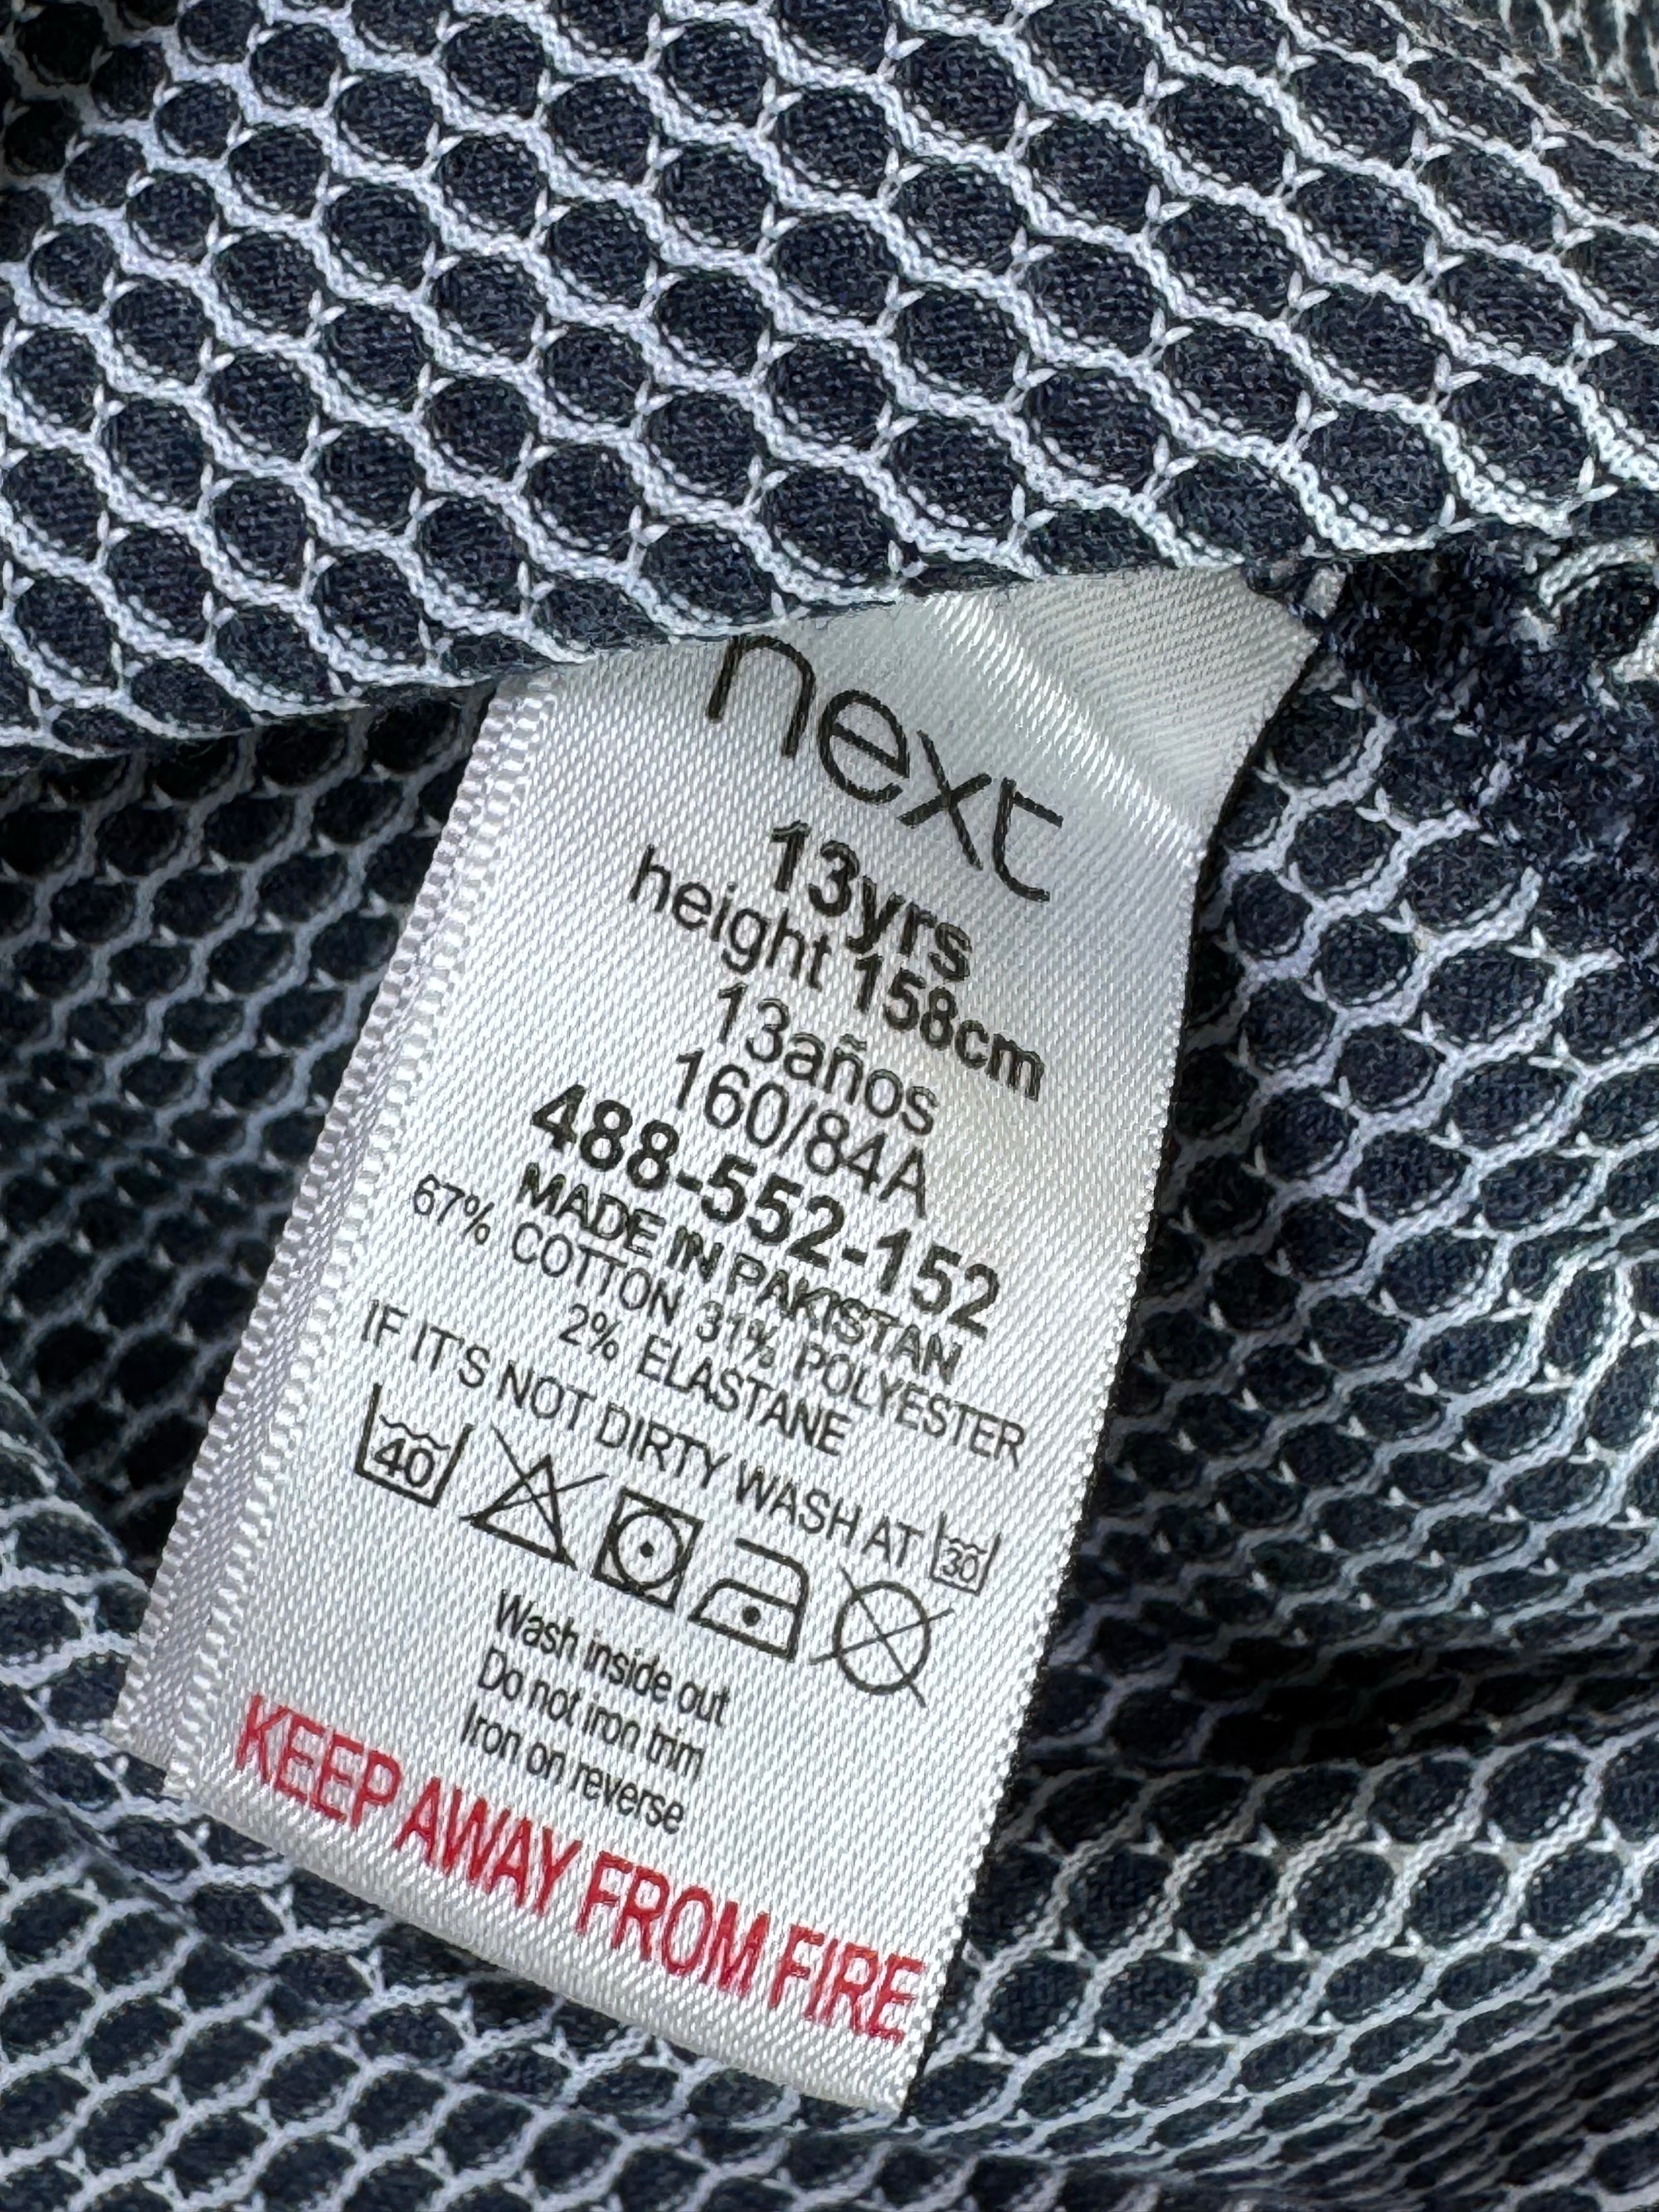 next
13yrs
height 158cm
13años
160/84A
488-552-152
MADE IN PAKISTAN
67% COTTON 31% POLYESTER
2% ELASTANE
IF IT'S NOT DIRTY WASH AT 30
40
Wash inside out
Do not iron trim
Iron on reverse
KEEP AWAY FROM FIRE